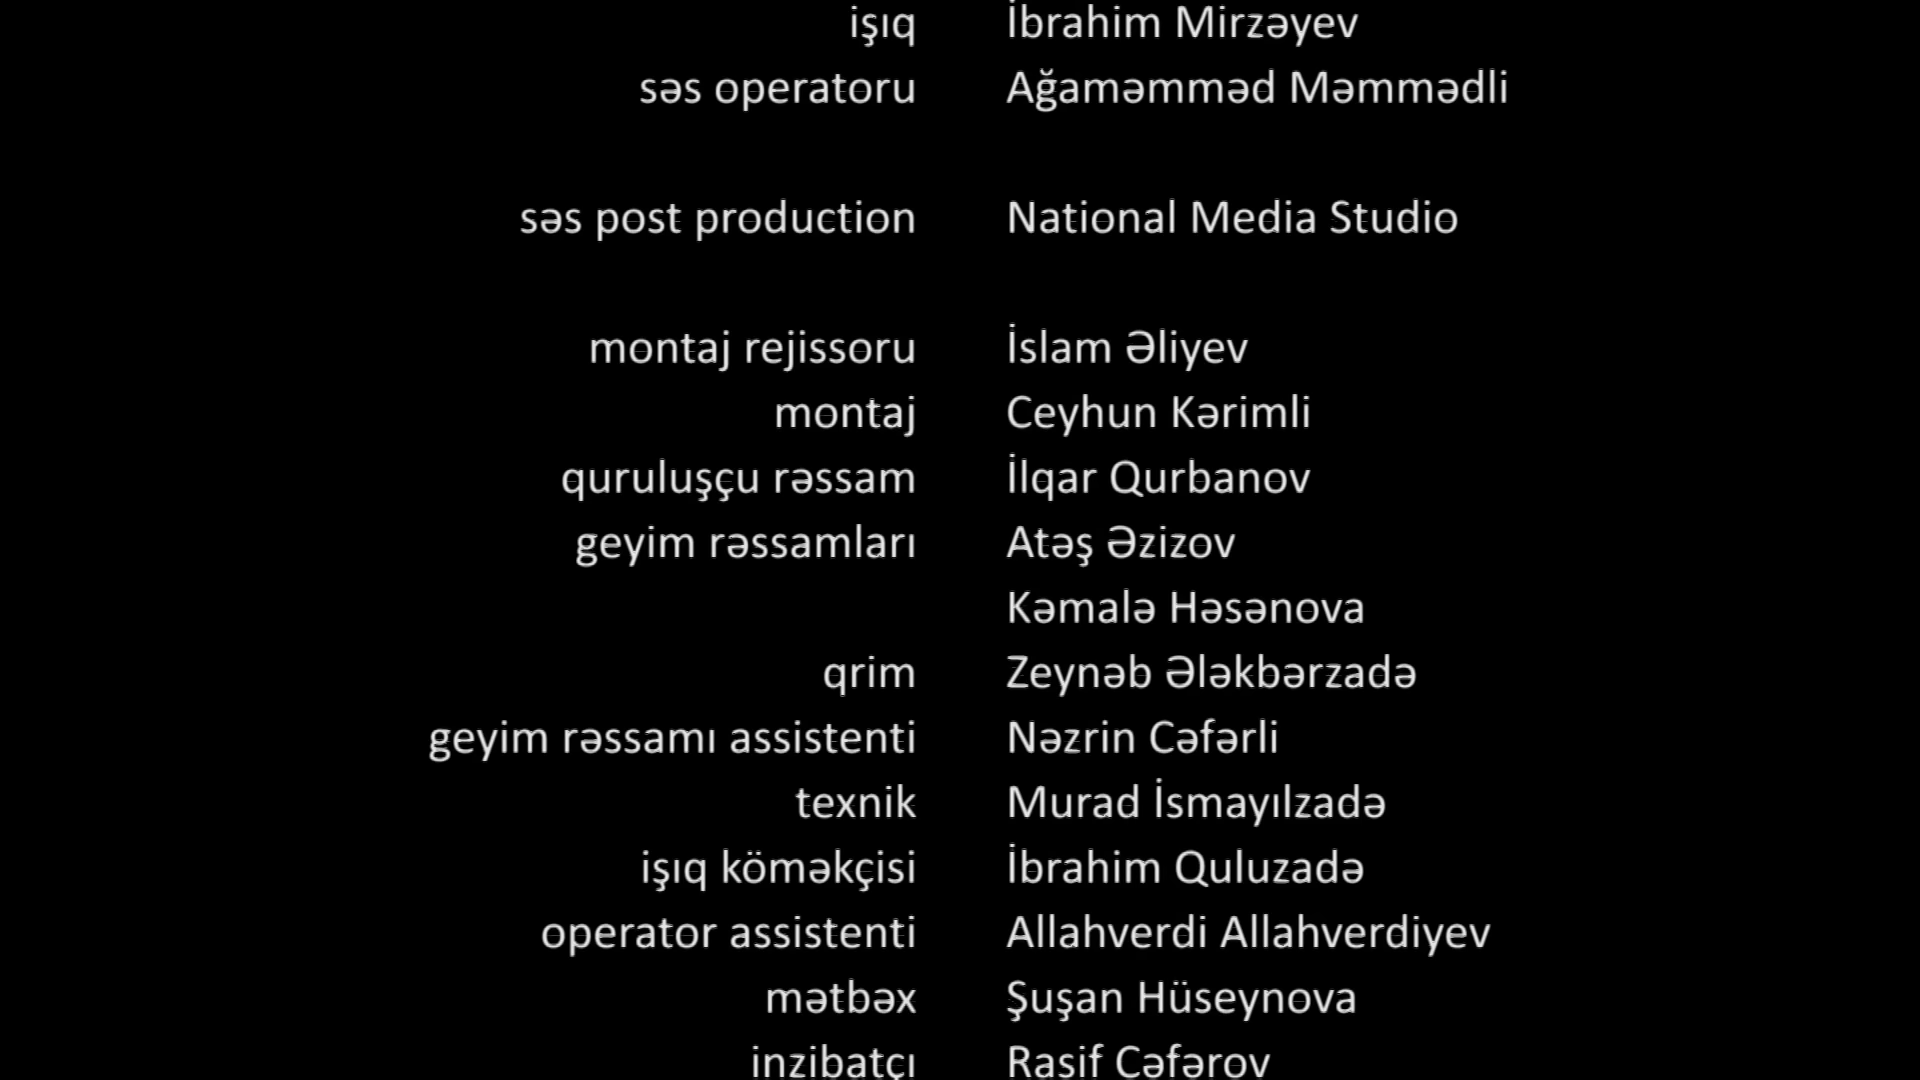 işıq İbrahim Mirzəyev
səs operatoru Ağaməmməd Məmmədli
səs post production National Media Studio
montaj rejissoru İslam Əliyev
montaj Ceyhun Kərimli
quruluşçu rəssam İlqar Qurbanov
geyim rəssamları Atəş Əzizov
Kəmalə Həsənova
qrim Zeynəb Ələkbərzadə
geyim rəssamı assistenti Nəzrin Cəfərli
texnik Murad İsmayılzadə
işıq köməkçisi İbrahim Quluzadə
operator assistenti Allahverdi Allahverdiyev
mətbəx Şuşan Hüseynova
inzibatçı Rasif Cəfərov